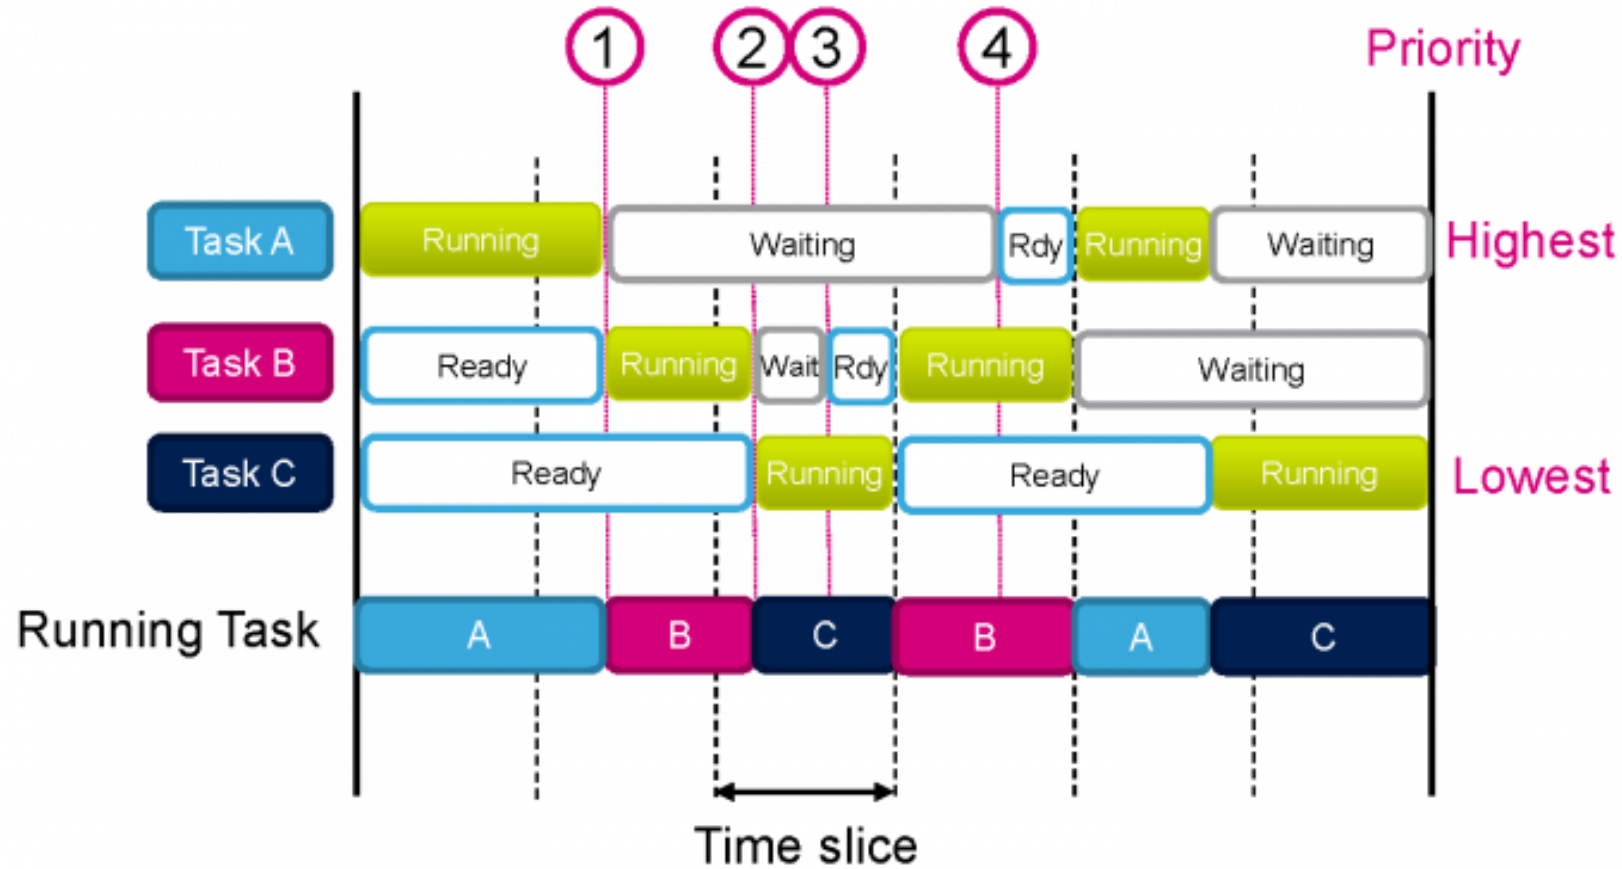 1 2 3 4 Priority
Task A Running Waiting Rdy Running Waiting Highest
Task B Ready Running Wait Rdy Running Waiting
Task C Ready Running Ready Running Lowest
Running Task A B C B A C
Time slice